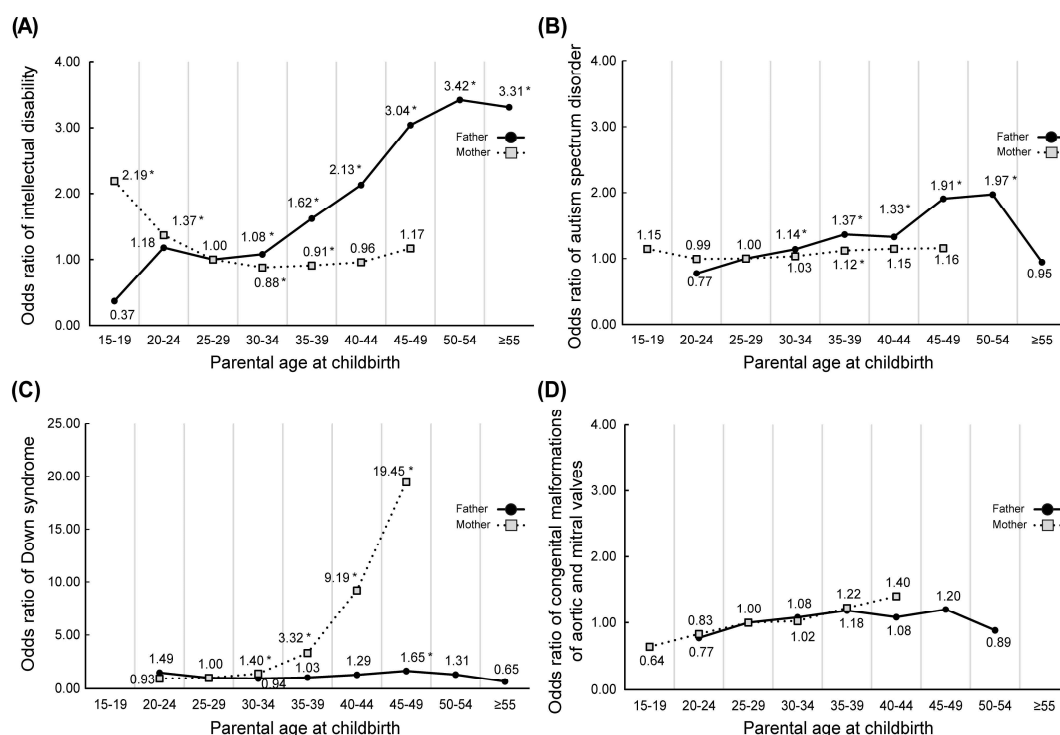 (A)
Odds ratio of intellectual disability
4.00
3.00
2.00
1.00
0.00
2.19 *
1.37 *
1.18
0.37
1.00
1.08 *
0.88 *
1.62 *
0.91 *
2.13 *
0.96
3.04 *
1.17
3.42 *
3.31 *
Father
Mother
15-19 20-24 25-29 30-34 35-39 40-44 45-49 50-54 ≥55
Parental age at childbirth
(B)
Odds ratio of autism spectrum
disorder
4.00
3.00
2.00
1.00
0.00
1.15
0.99
0.77
1.00
1.14 *
1.03
1.37 *
1.12 *
1.33 *
1.15
1.91 *
1.16
1.97 *
0.95
Father
Mother
15-19 20-24 25-29 30-34 35-39 40-44 45-49 50-54 ≥55
Parental age at childbirth
(C)
Odd ratio of Down syndrome
25.00
20.00
15.00
10.00
5.00
0.00
1.49
0.93
1.00
1.40 *
0.94
3.32 *
1.03
9.19 *
1.29
19.45 *
1.65 *
1.31
0.65
Father
Mother
15-19 20-24 25-29 30-34 35-39 40-44 45-49 50-54 ≥55
Parental age at childbirth
(D)
Odds ratio of congenital malformations
of aortic and mitral valves
4.00
3.00
2.00
1.00
0.00
0.64
0.83
0.77
1.00
1.08
1.02
1.22
1.18
1.40
1.08
1.20
0.89
Father
Mother
15-19 20-24 25-29 30-34 35-39 40-44 45-49 50-54 ≥55
Parental age at childbirth